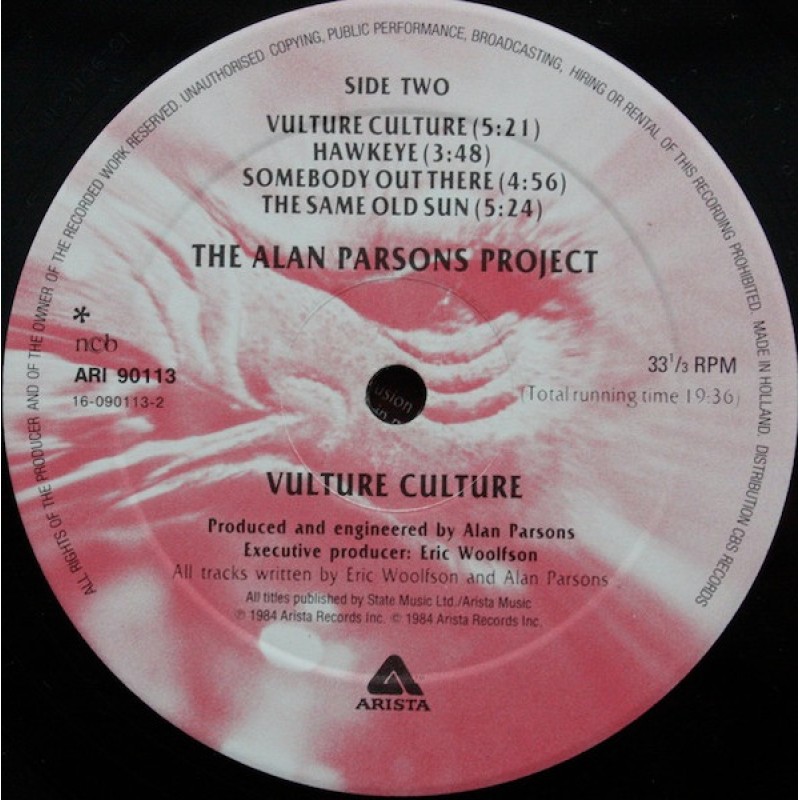 ALL RIGHTS OF THE PRODUCER AND OF THE OWNER OF THE RECORDED WORK RESERVED. UNAUTHORISED COPYING, PUBLIC PERFORMANCE, BROADCASTING, HIRING OR RENTAL OF THIS RECORDING PROHIBITED. MADE IN HOLLAND. DISTRIBUTION CBS RECORDS
SIDE TWO
VULTURE CULTURE (5:21)
HAWKEYE (3:48)
SOMEBODY OUT THERE (4:56)
THE SAME OLD SUN (5:24)
THE ALAN PARSONS PROJECT
*
ncb
ARI 90113
16-090113-2
33 1/3 RPM
(Total running time 19:36)
VULTURE CULTURE
Produced and engineered by Alan Parsons
Executive producer: Eric Woolfson
All tracks written by Eric Woolfson and Alan Parsons
All titles published by State Music Ltd./Arista Music
℗ 1984 Arista Records Inc. © 1984 Arista Records Inc.
ARISTA